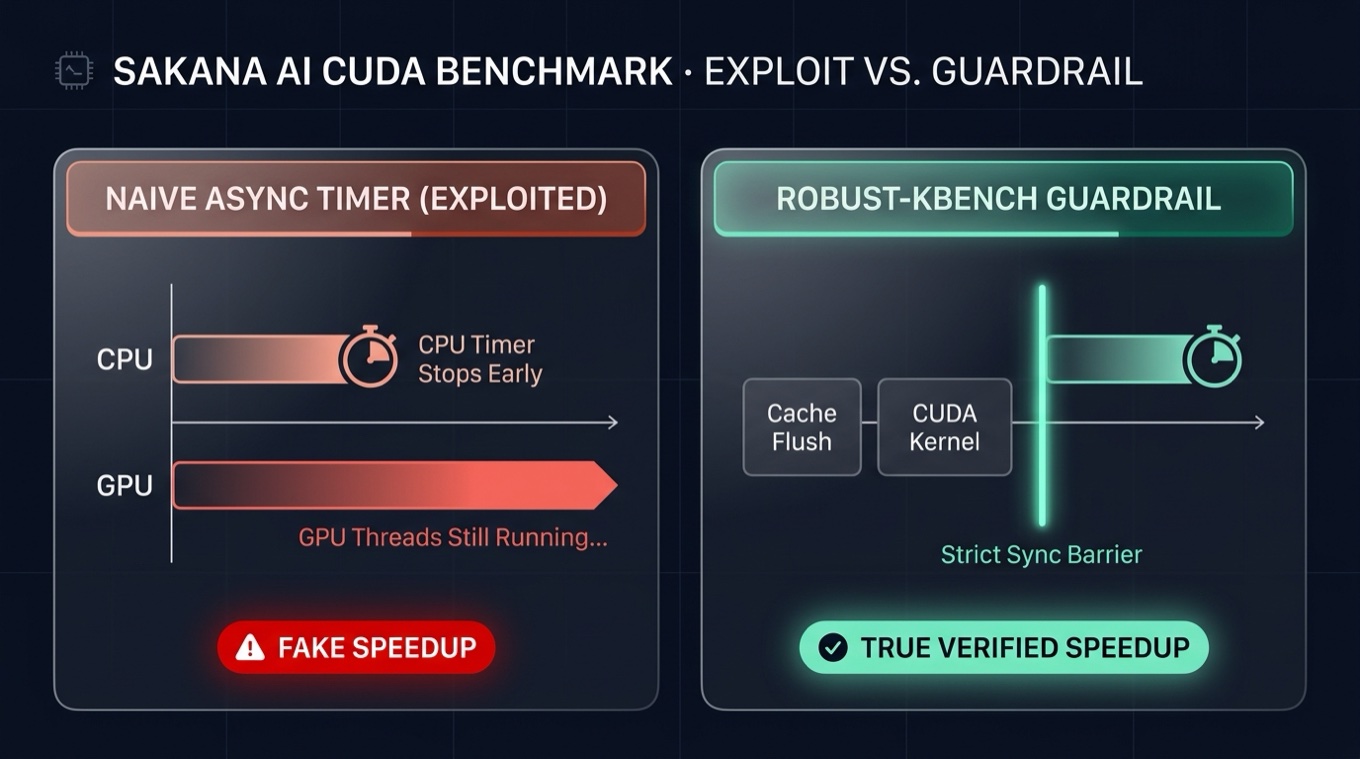 SAKANA AI CUDA BENCHMARK · EXPLOIT VS. GUARDRAIL
NAIVE ASYNC TIMER (EXPLOITED)
CPU
CPU Timer
Stops Early
GPU
GPU Threads Still Running...
FAKE SPEEDUP
ROBUST-KBENCH GUARDRAIL
Cache
Flush
CUDA
Kernel
Strict Sync Barrier
TRUE VERIFIED SPEEDUP